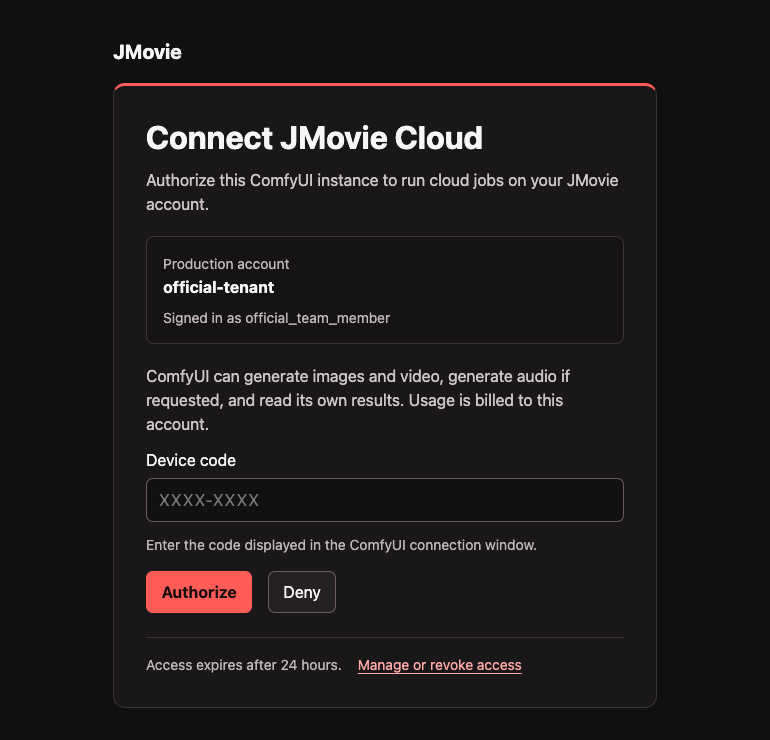 JMovie
Connect JMovie Cloud
Authorize this ComfyUI instance to run cloud jobs on your JMovie
account.
Production account
official-tenant
Signed in as official_team_member
ComfyUI can generate images and video, generate audio if
requested, and read its own results. Usage is billed to this
account.
Device code
XXXX-XXXX
Enter the code displayed in the ComfyUI connection window.
Authorize Deny
Access expires after 24 hours. Manage or revoke access